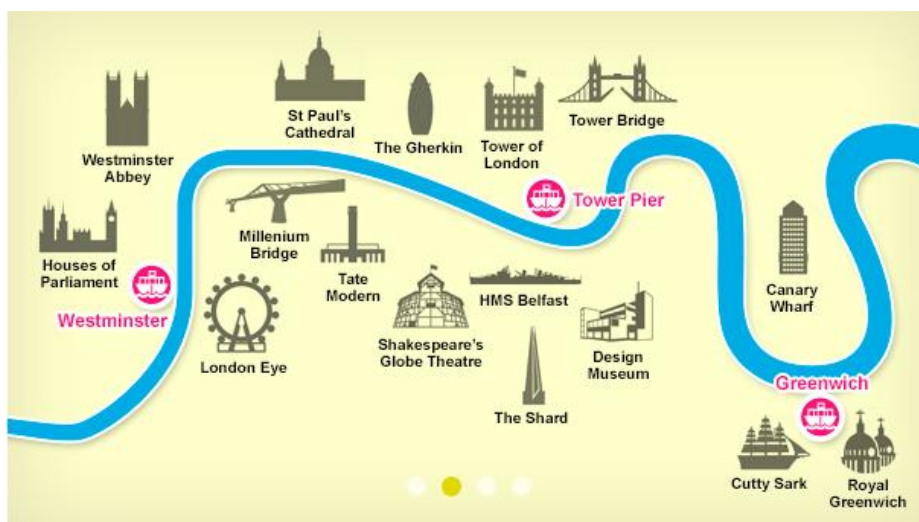 St Paul's
Cathedral
The Gherkin
Tower of
London
Tower Bridge
Westminster
Abbey
Tower Pier
Houses of
Parliament
Millenium
Bridge
Tate
Modern
HMS Belfast
Canary
Wharf
Westminster
London Eye
Shakespeare's
Globe Theatre
Design
Museum
The Shard
Greenwich
Cutty Sark
Royal
Greenwich